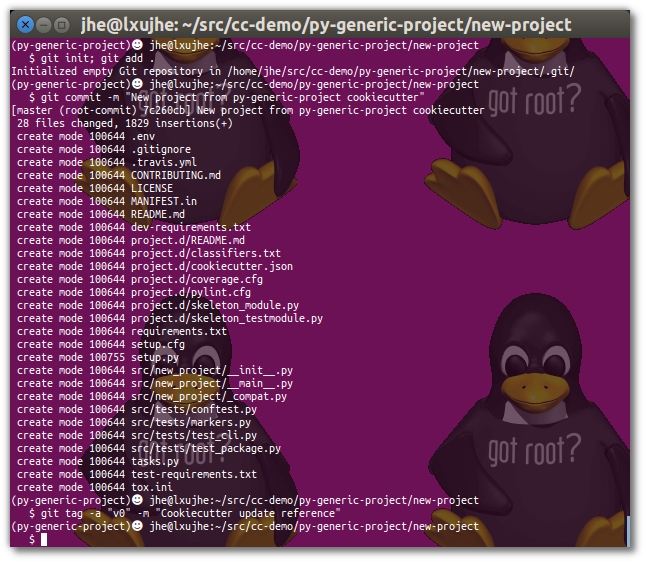 jhe@lxujhe: ~/src/cc-demo/py-generic-project/new-project
(py-generic-project)☻ jhe@lxujhe:~/src/cc-demo/py-generic-project/new-project
$ git init; git add .
Initialized empty Git repository in /home/jhe/src/cc-demo/py-generic-project/new-project/.git/
(py-generic-project)☻ jhe@lxujhe:~/src/cc-demo/py-generic-project/new-project
$ git commit -m "New project from py-generic-project cookiecutter"
[master (root-commit) 7c260cb] New project from py-generic-project cookiecutter
28 files changed, 1829 insertions(+)
create mode 100644 .env
create mode 100644 .gitignore
create mode 100644 .travis.yml
create mode 100644 CONTRIBUTING.md
create mode 100644 LICENSE
create mode 100644 MANIFEST.in
create mode 100644 README.md
create mode 100644 dev-requirements.txt
create mode 100644 project.d/README.md
create mode 100644 project.d/classifiers.txt
create mode 100644 project.d/cookiecutter.json
create mode 100644 project.d/coverage.cfg
create mode 100644 project.d/pylint.cfg
create mode 100644 project.d/skeleton_module.py
create mode 100644 project.d/skeleton_testmodule.py
create mode 100644 requirements.txt
create mode 100644 setup.cfg
create mode 100755 setup.py
create mode 100644 src/new_project/__init__.py
create mode 100644 src/new_project/__main__.py
create mode 100644 src/new_project/_compat.py
create mode 100644 src/tests/conftest.py
create mode 100644 src/tests/markers.py
create mode 100644 src/tests/test_cli.py
create mode 100644 src/tests/test_package.py
create mode 100644 tasks.py
create mode 100644 test-requirements.txt
create mode 100644 tox.ini
(py-generic-project)☻ jhe@lxujhe:~/src/cc-demo/py-generic-project/new-project
$ git tag -a "v0" -m "Cookiecutter update reference"
(py-generic-project)☻ jhe@lxujhe:~/src/cc-demo/py-generic-project/new-project
$
got root?
got root?
got root?
got root?